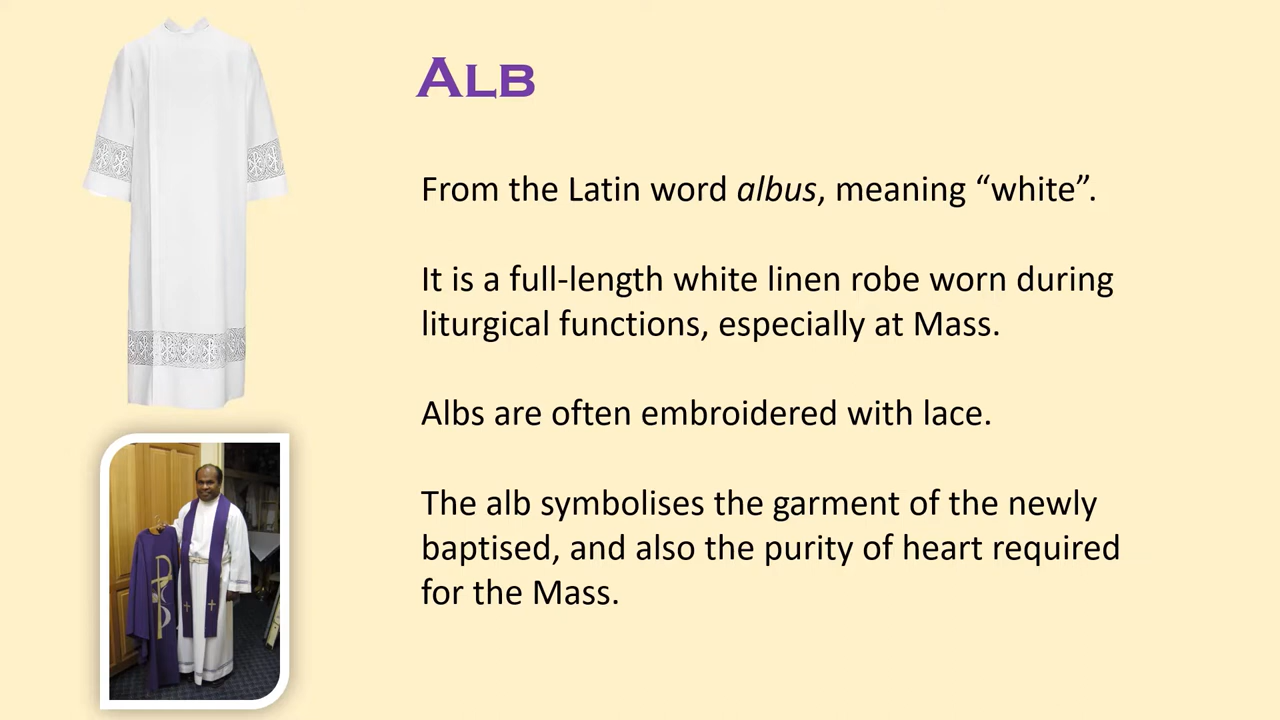 Alb
From the Latin word albus, meaning “white”.
It is a full-length white linen robe worn during
liturgical functions, especially at Mass.
Albs are often embroidered with lace.
The alb symbolises the garment of the newly
baptised, and also the purity of heart required
for the Mass.